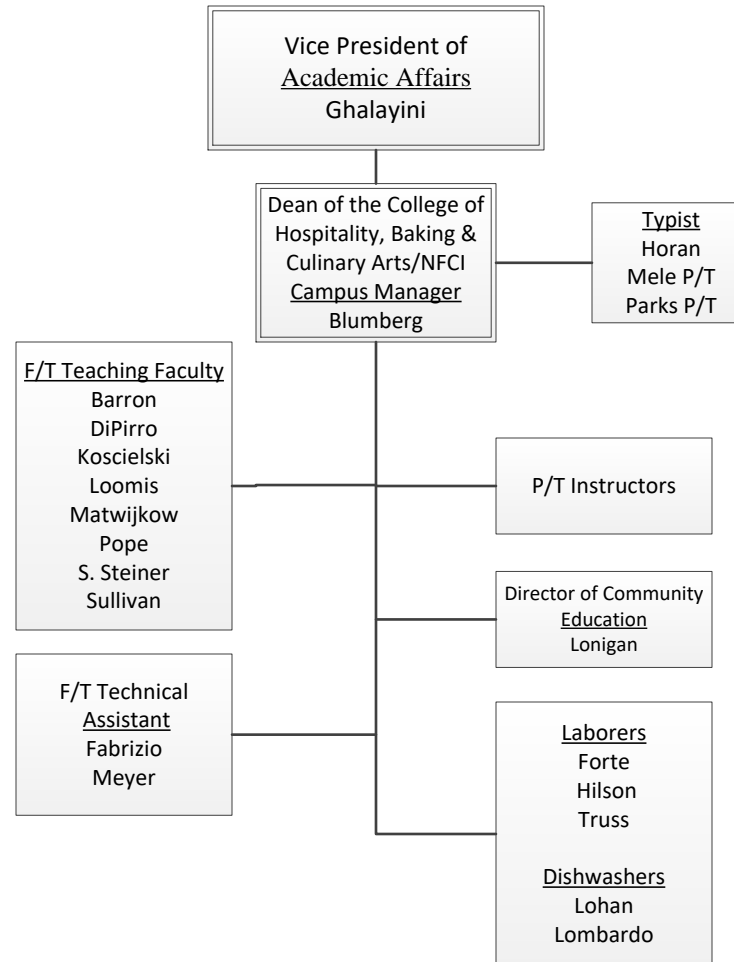 Vice President of
Academic Affairs
Ghalayini
Dean of the College of
Hospitality, Baking &
Culinary Arts/NFCI
Campus Manager
Blumberg
Typist
Horan
Mele P/T
Parks P/T
F/T Teaching Faculty
Barron
DiPirro
Koscielski
Loomis
Matwijkow
Pope
S. Steiner
Sullivan
P/T Instructors
Director of Community
Education
Lonigan
F/T Technical
Assistant
Fabrizio
Meyer
Laborers
Forte
Hilson
Truss
Dishwashers
Lohan
Lombardo